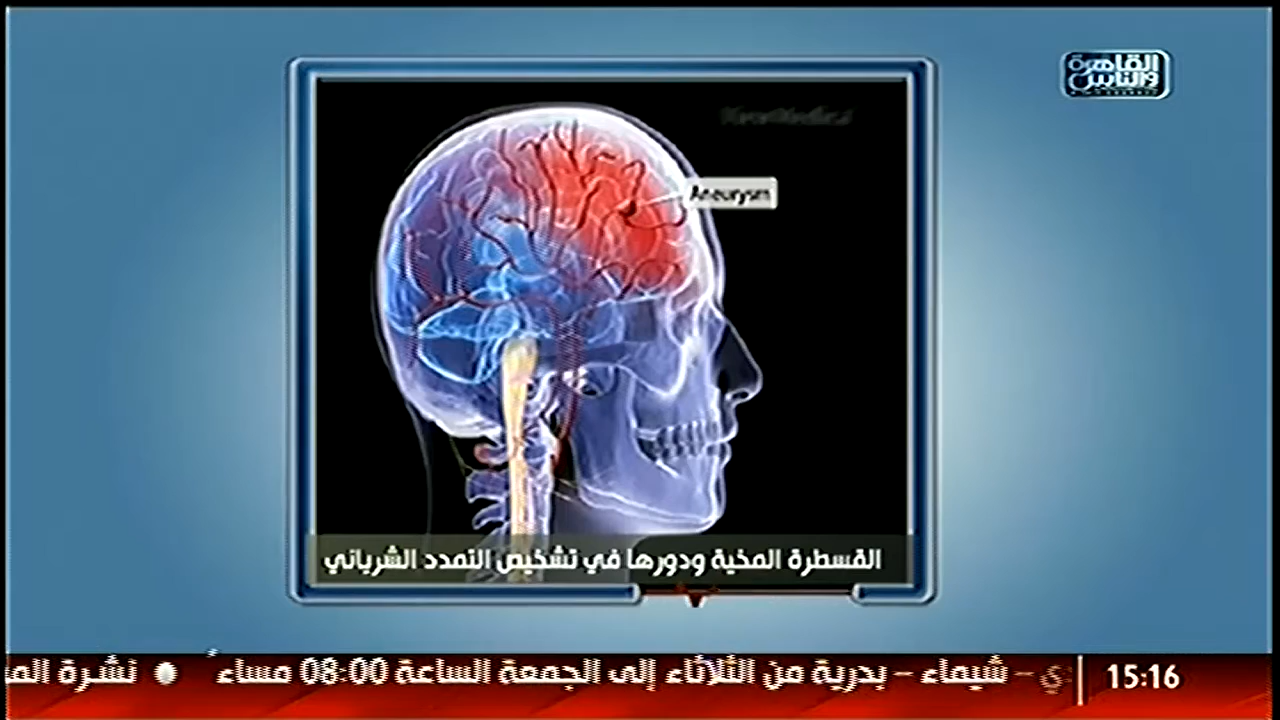 القاهرة
والناس
Aneurysm
القسطرة المخية ودورها في تشخيص التمدد الشرياني
15:16
ي – شيماء – بدرية من الثلاثاء إلى الجمعة الساعة 08:00 مساءً ● نشرة الم